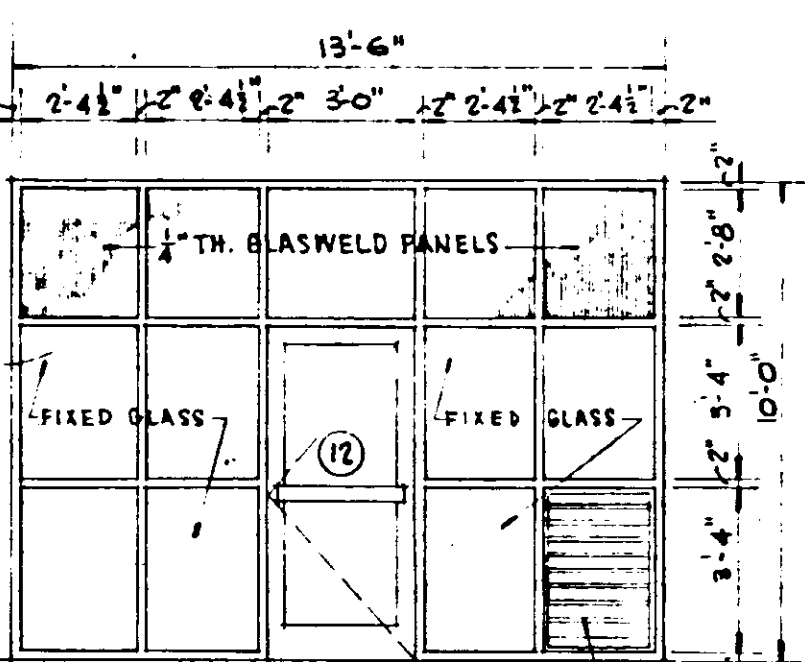 13'-6"
2'-4½" 2" 2'-4½" 2" 3'-0" 2" 2'-4½" 2" 2'-4½" 2"
2"
¼" TH. GLASWELD PANELS
2'-8"
2"
FIXED GLASS
FIXED GLASS
3'-4"
10'-0"
12
2"
3'-4"